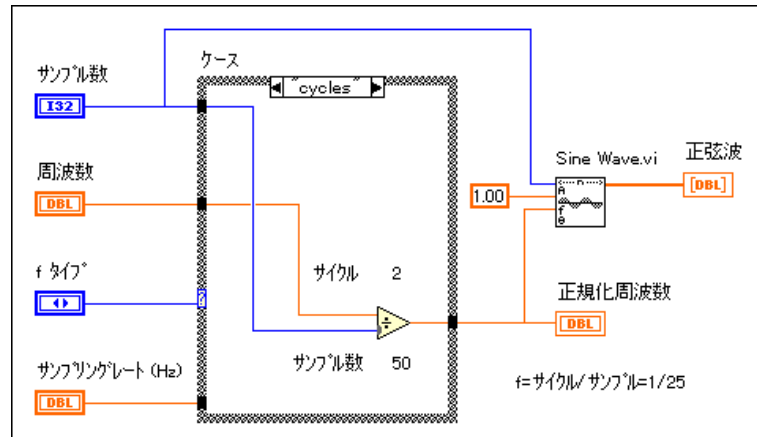 サンプル数
I32
周波数
DBL
f タイプ
サンプリングレート (Hz)
DBL
ケース
"cycles"
?
サイクル 2
÷
サンプル数 50
1.00
Sine Wave.vi
n
A
f
θ
正弦波
[DBL]
正規化周波数
DBL
f=サイクル/サンプル=1/25